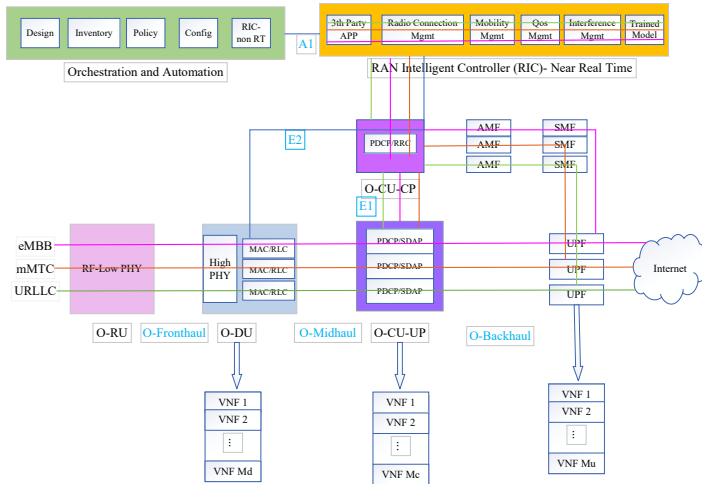 Design
Inventory
Policy
Config
RIC-
non RT
Orchestration and Automation
A1
3th Party
APP
Radio Connection
Mgmt
Mobility
Mgmt
Qos
Mgmt
Interference
Mgmt
Trained
Model
RAN Intelligent Controller (RIC)- Near Real Time
E2
PDCP/RRC
O-CU-CP
AMF
SMF
AMF
SMF
AMF
SMF
E1
eMBB
mMTC
URLLC
RF-Low PHY
High
PHY
MAC/RLC
MAC/RLC
MAC/RLC
PDCP/SDAP
PDCP/SDAP
PDCP/SDAP
UPF
UPF
UPF
Internet
O-RU
O-Fronthaul
O-DU
O-Midhaul
O-CU-UP
O-Backhaul
VNF 1
VNF 2
⋮
VNF Md
VNF 1
VNF 2
⋮
VNF Mc
VNF 1
VNF 2
⋮
VNF Mu